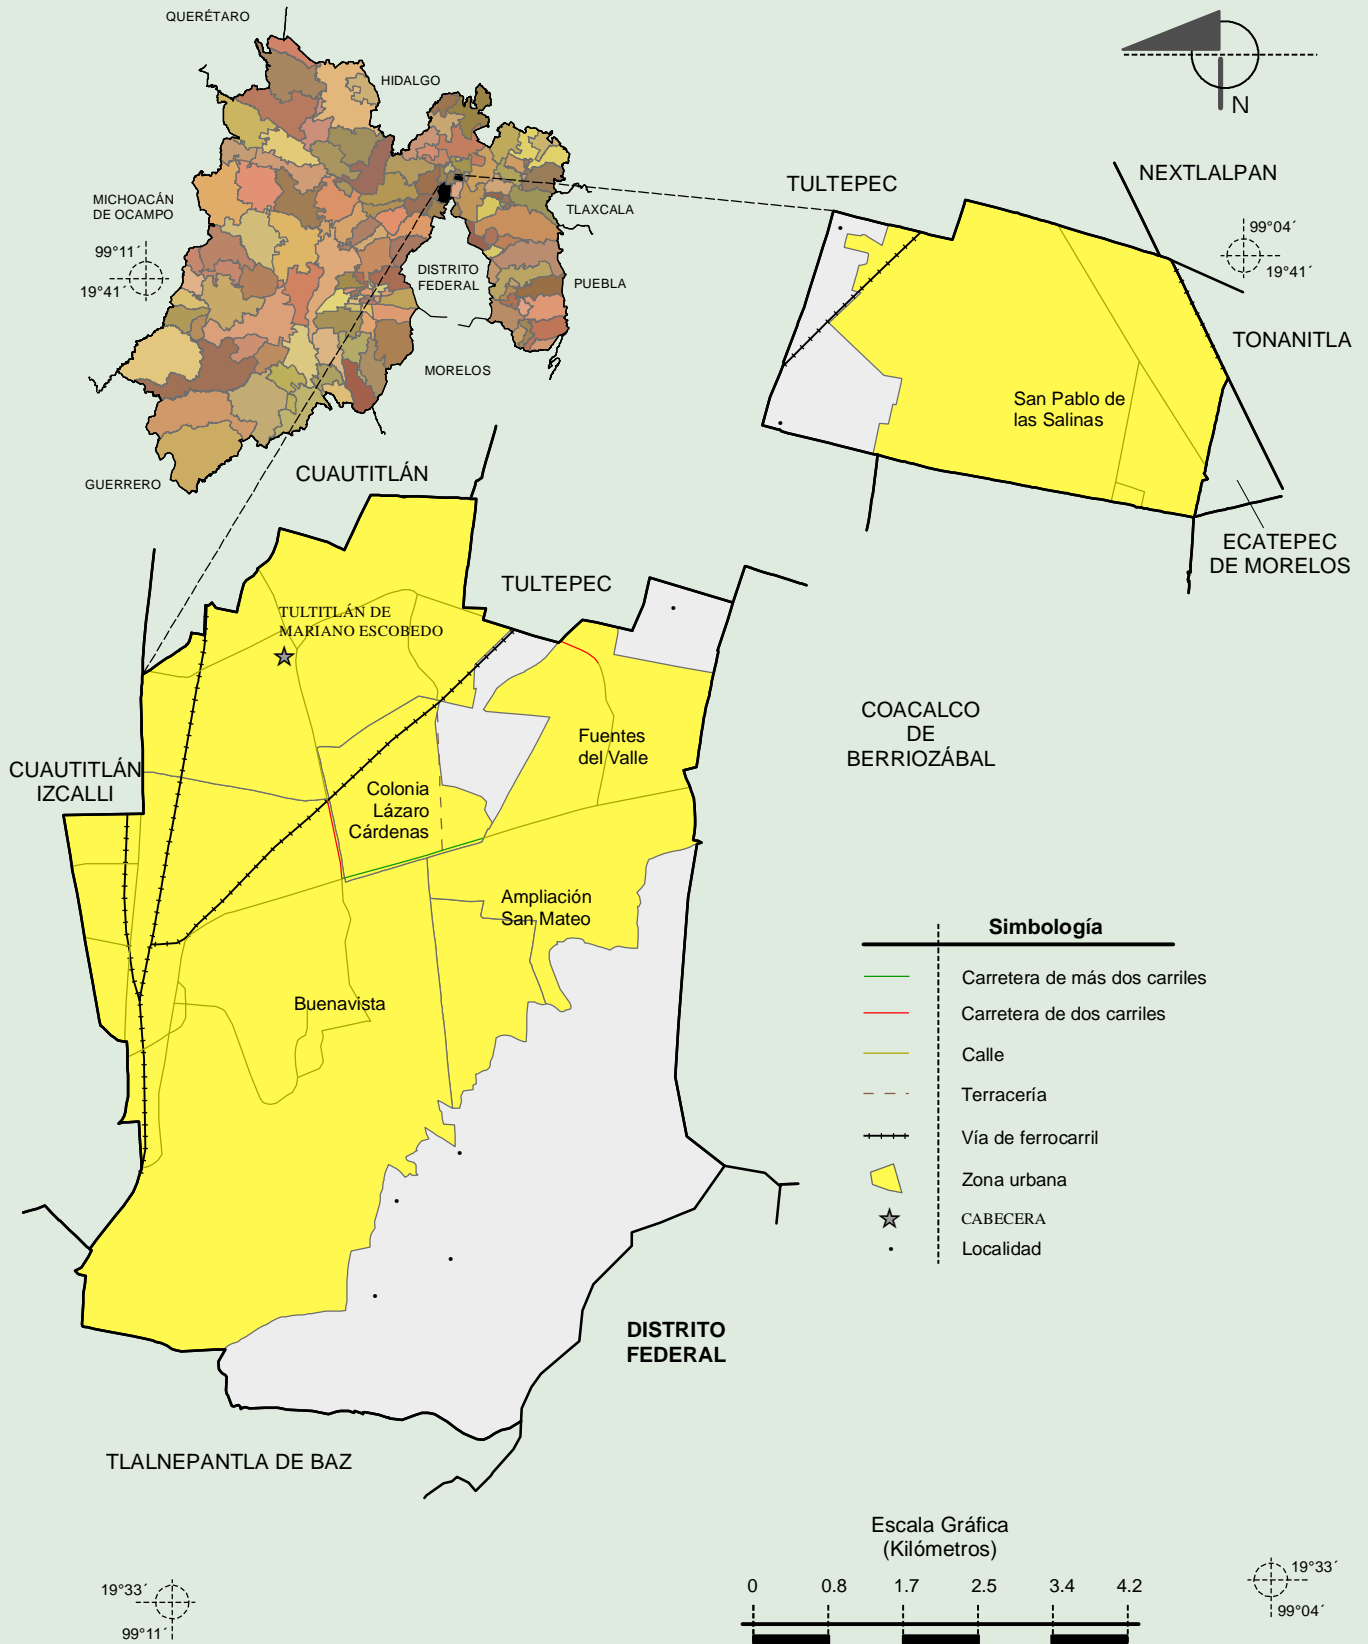 QUERÉTARO
HIDALGO
MICHOACÁN
DE OCAMPO
99°11´
19°41´
TLAXCALA
DISTRITO
FEDERAL
PUEBLA
MORELOS
GUERRERO
N
TULTEPEC
NEXTLALPAN
99°04´
19°41´
TONANITLA
San Pablo de
las Salinas
ECATEPEC
DE MORELOS
CUAUTITLÁN
TULTEPEC
TULTITLÁN DE
MARIANO ESCOBEDO
COACALCO
DE
BERRIOZÁBAL
Fuentes
del Valle
CUAUTITLÁN
IZCALLI
Colonia
Lázaro
Cárdenas
Ampliación
San Mateo
Buenavista
Simbología
Carretera de más dos carriles
Carretera de dos carriles
Calle
Terracería
Vía de ferrocarril
Zona urbana
CABECERA
Localidad
DISTRITO
FEDERAL
TLALNEPANTLA DE BAZ
Escala Gráfica
(Kilómetros)
0 0.8 1.7 2.5 3.4 4.2
19°33´
99°11´
19°33´
99°04´